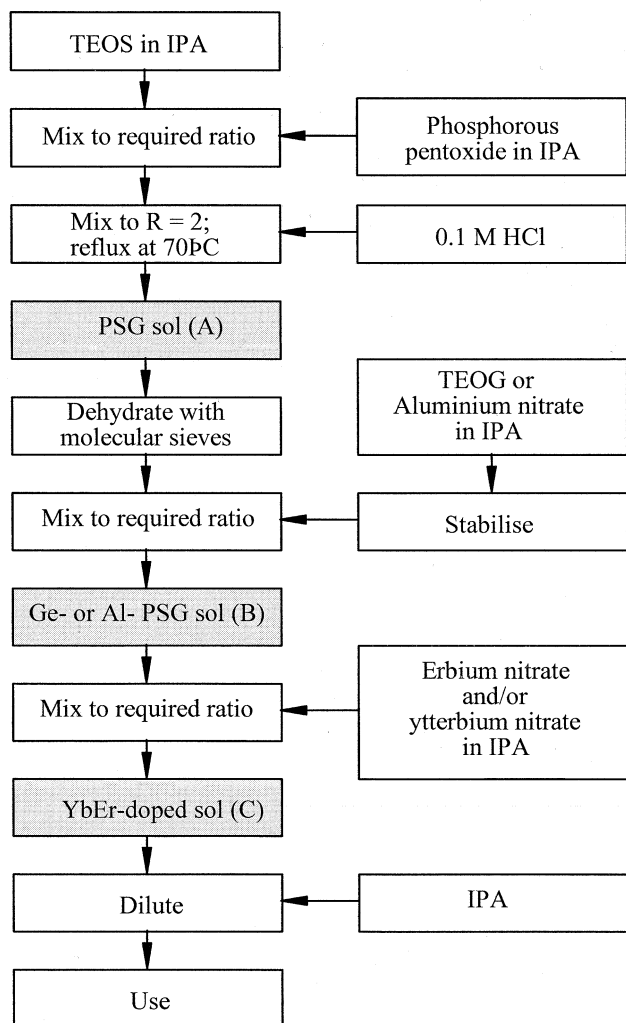 TEOS in IPA
Mix to required ratio
Phosphorous
pentoxide in IPA
Mix to R = 2;
reflux at 70ÞC
0.1 M HCl
PSG sol (A)
Dehydrate with
molecular sieves
TEOG or
Aluminium nitrate
in IPA
Mix to required ratio
Stabilise
Ge- or Al- PSG sol (B)
Mix to required ratio
Erbium nitrate
and/or
ytterbium nitrate
in IPA
YbEr-doped sol (C)
Dilute
IPA
Use